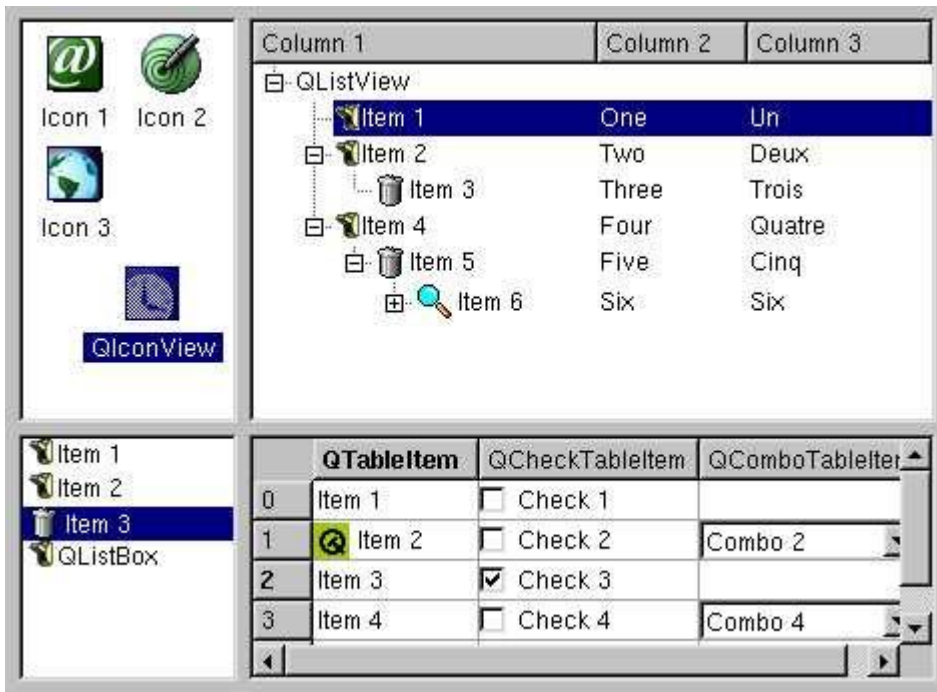 Icon 1 Icon 2
Icon 3
QIconView
Column 1 Column 2 Column 3
QListView
Item 1 One Un
Item 2 Two Deux
Item 3 Three Trois
Item 4 Four Quatre
Item 5 Five Cinq
Item 6 Six Six
Item 1
Item 2
Item 3
QListBox
QTableItem QCheckTableItem QComboTableIter
0 Item 1 Check 1
1 Item 2 Check 2 Combo 2
2 Item 3 Check 3
3 Item 4 Check 4 Combo 4